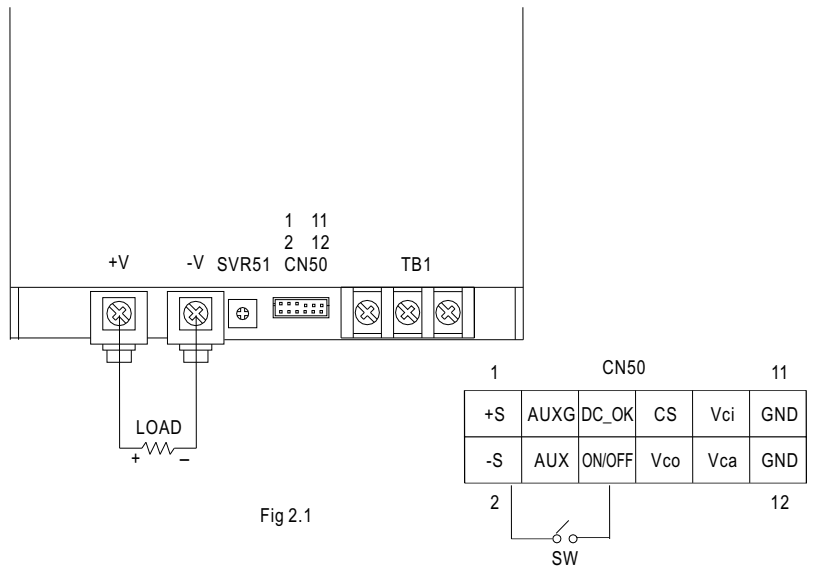 1 11
2 12
+V -V SVR51 CN50 TB1
LOAD
+ –
1 CN50 11
+S AUXG DC_OK CS Vci GND
-S AUX ON/OFF Vco Vca GND
2 12
SW
Fig 2.1